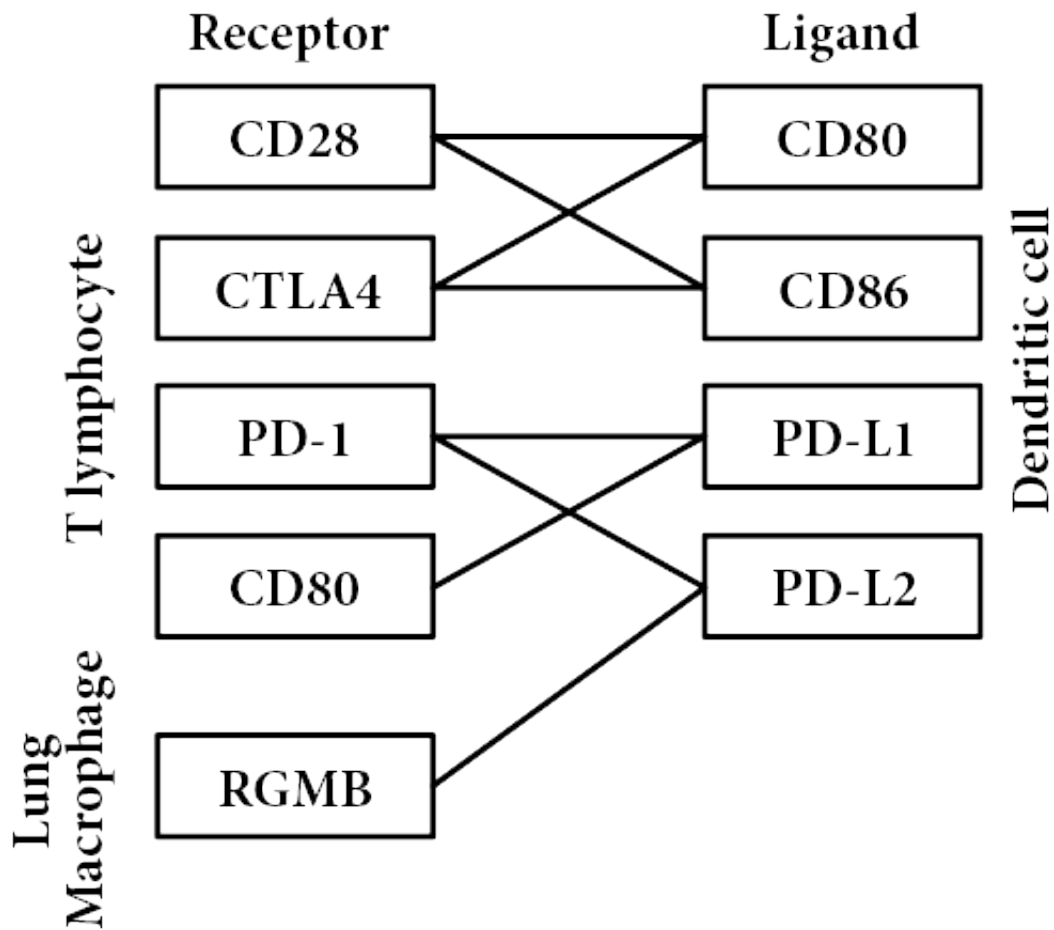 Receptor
Ligand
CD28
CD80
CTLA4
CD86
PD-1
PD-L1
CD80
PD-L2
RGMB
T lymphocyte
Lung
Macrophage
Dendritic cell